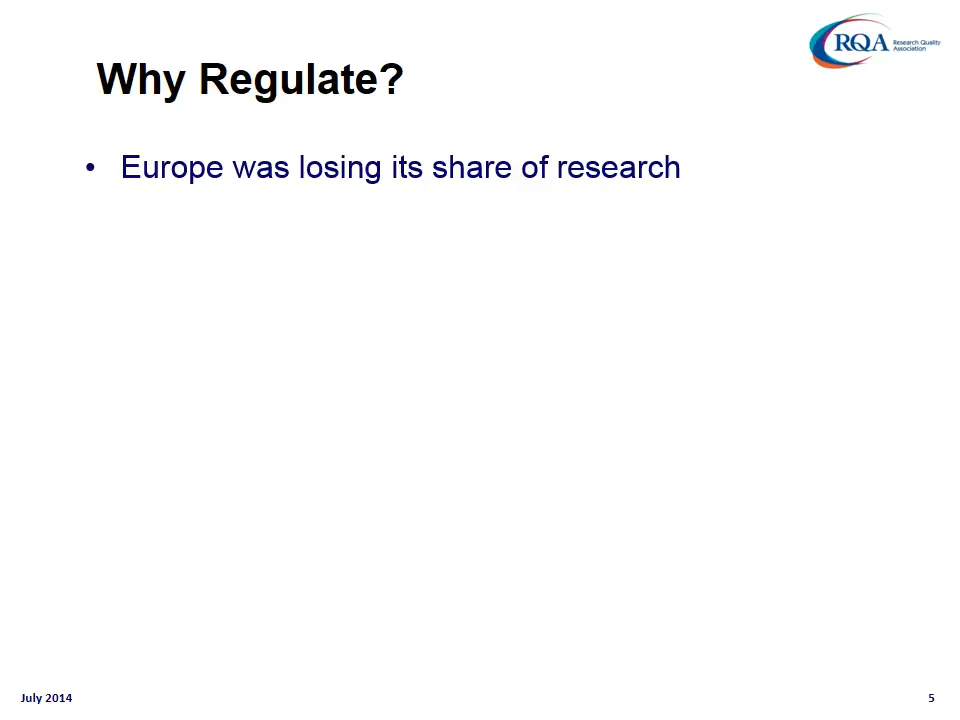 RQA Research Quality
Association
Why Regulate?
• Europe was losing its share of research
July 2014
5